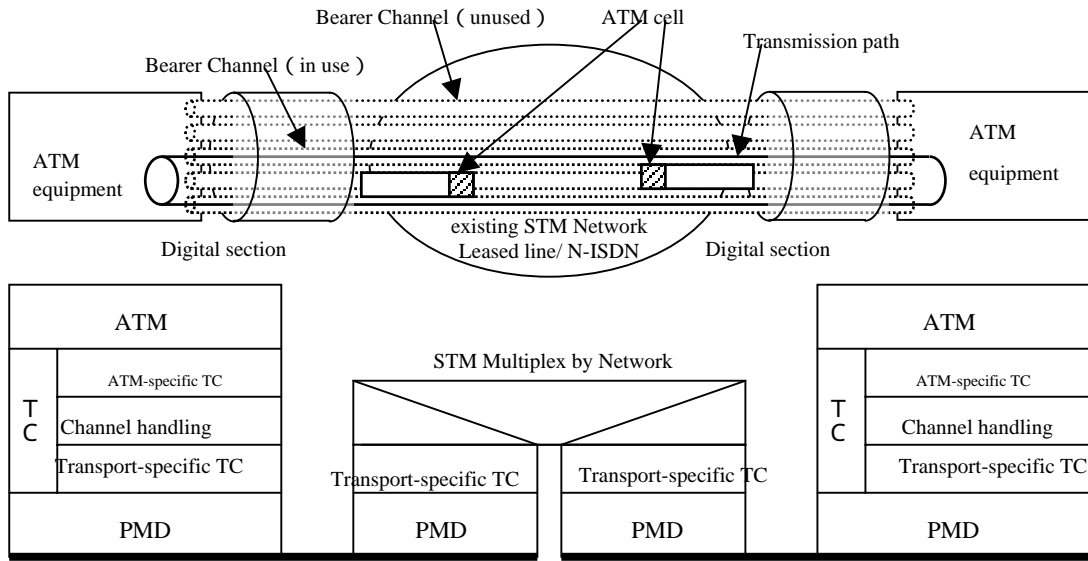 Bearer Channel ( unused )
ATM cell
Transmission path
Bearer Channel ( in use )
ATM
equipment
ATM
equipment
existing STM Network
Leased line/ N-ISDN
Digital section
Digital section
ATM
ATM
STM Multiplex by Network
T
C
ATM-specific TC
Channel handling
Transport-specific TC
T
C
ATM-specific TC
Channel handling
Transport-specific TC
Transport-specific TC
Transport-specific TC
PMD
PMD
PMD
PMD